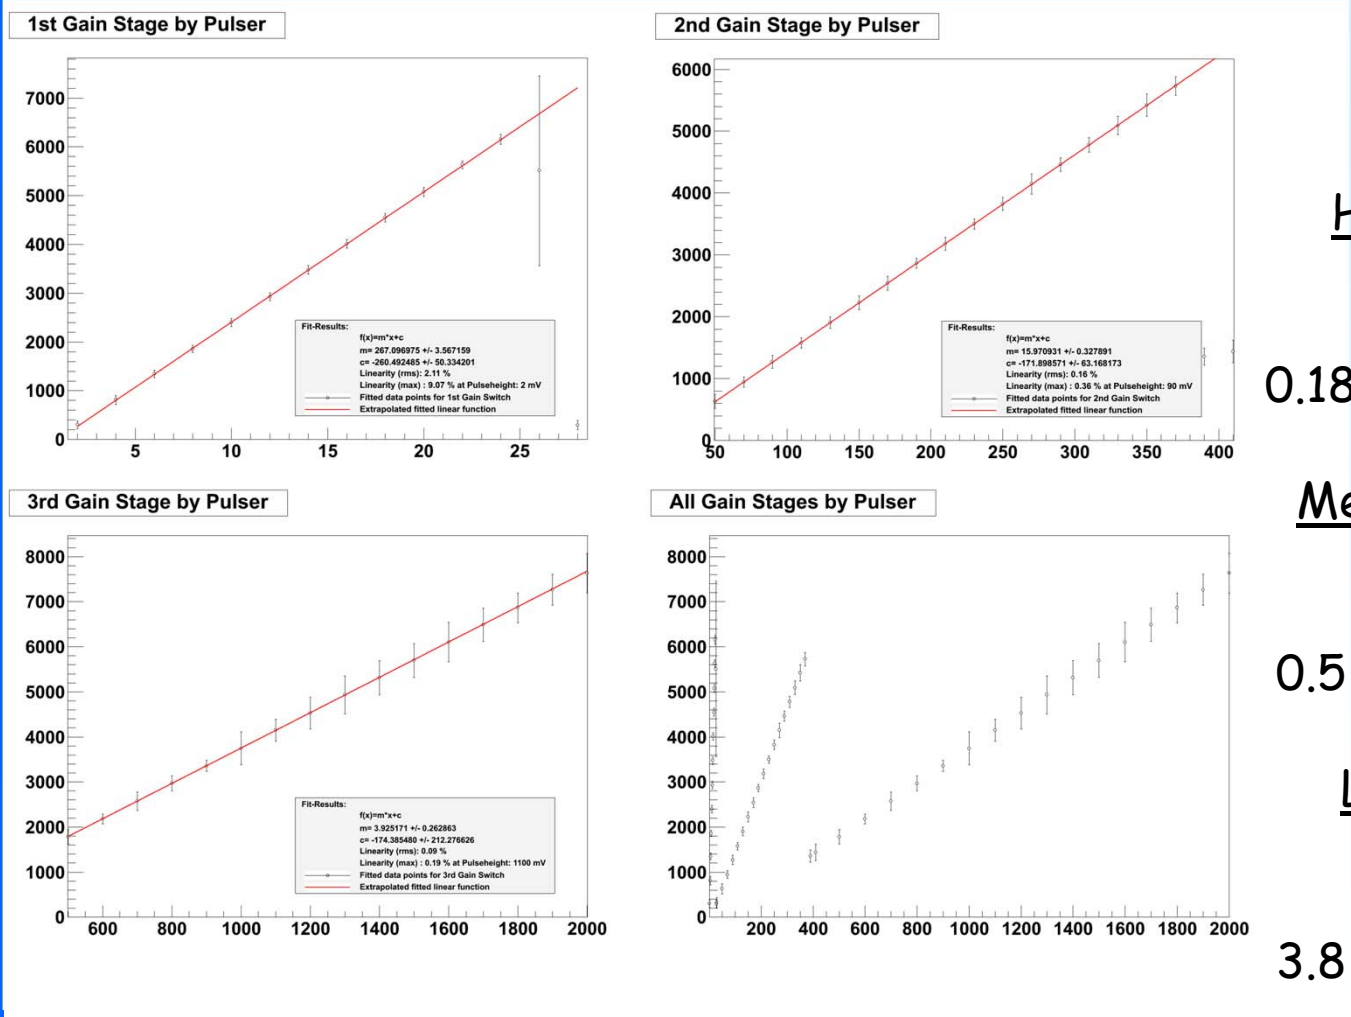 1st Gain Stage by Pulser
7000
6000
5000
4000
3000
2000
1000
0
5 10 15 20 25
Fit-Results:
f(x)=m*x+c
m= 267.096975 +/- 3.567159
c= -260.492485 +/- 50.334201
Linearity (rms): 2.11 %
Linearity (max) : 9.07 % at Pulseheight: 2 mV
Fitted data points for 1st Gain Switch
Extrapolated fitted linear function
2nd Gain Stage by Pulser
6000
5000
4000
3000
2000
1000
0
50 100 150 200 250 300 350 400
Fit-Results:
f(x)=m*x+c
m= 15.970931 +/- 0.327891
c= -171.898571 +/- 63.168173
Linearity (rms): 0.16 %
Linearity (max) : 0.36 % at Pulseheight: 90 mV
Fitted data points for 2nd Gain Switch
Extrapolated fitted linear function
3rd Gain Stage by Pulser
8000
7000
6000
5000
4000
3000
2000
1000
0
600 800 1000 1200 1400 1600 1800 2000
Fit-Results:
f(x)=m*x+c
m= 3.925171 +/- 0.262863
c= -174.385480 +/- 212.276626
Linearity (rms): 0.09 %
Linearity (max) : 0.19 % at Pulseheight: 1100 mV
Fitted data points for 3rd Gain Switch
Extrapolated fitted linear function
All Gain Stages by Pulser
8000
7000
6000
5000
4000
3000
2000
1000
0
200 400 600 800 1000 1200 1400 1600 1800 2000
0.18
Me
0.5
3.8